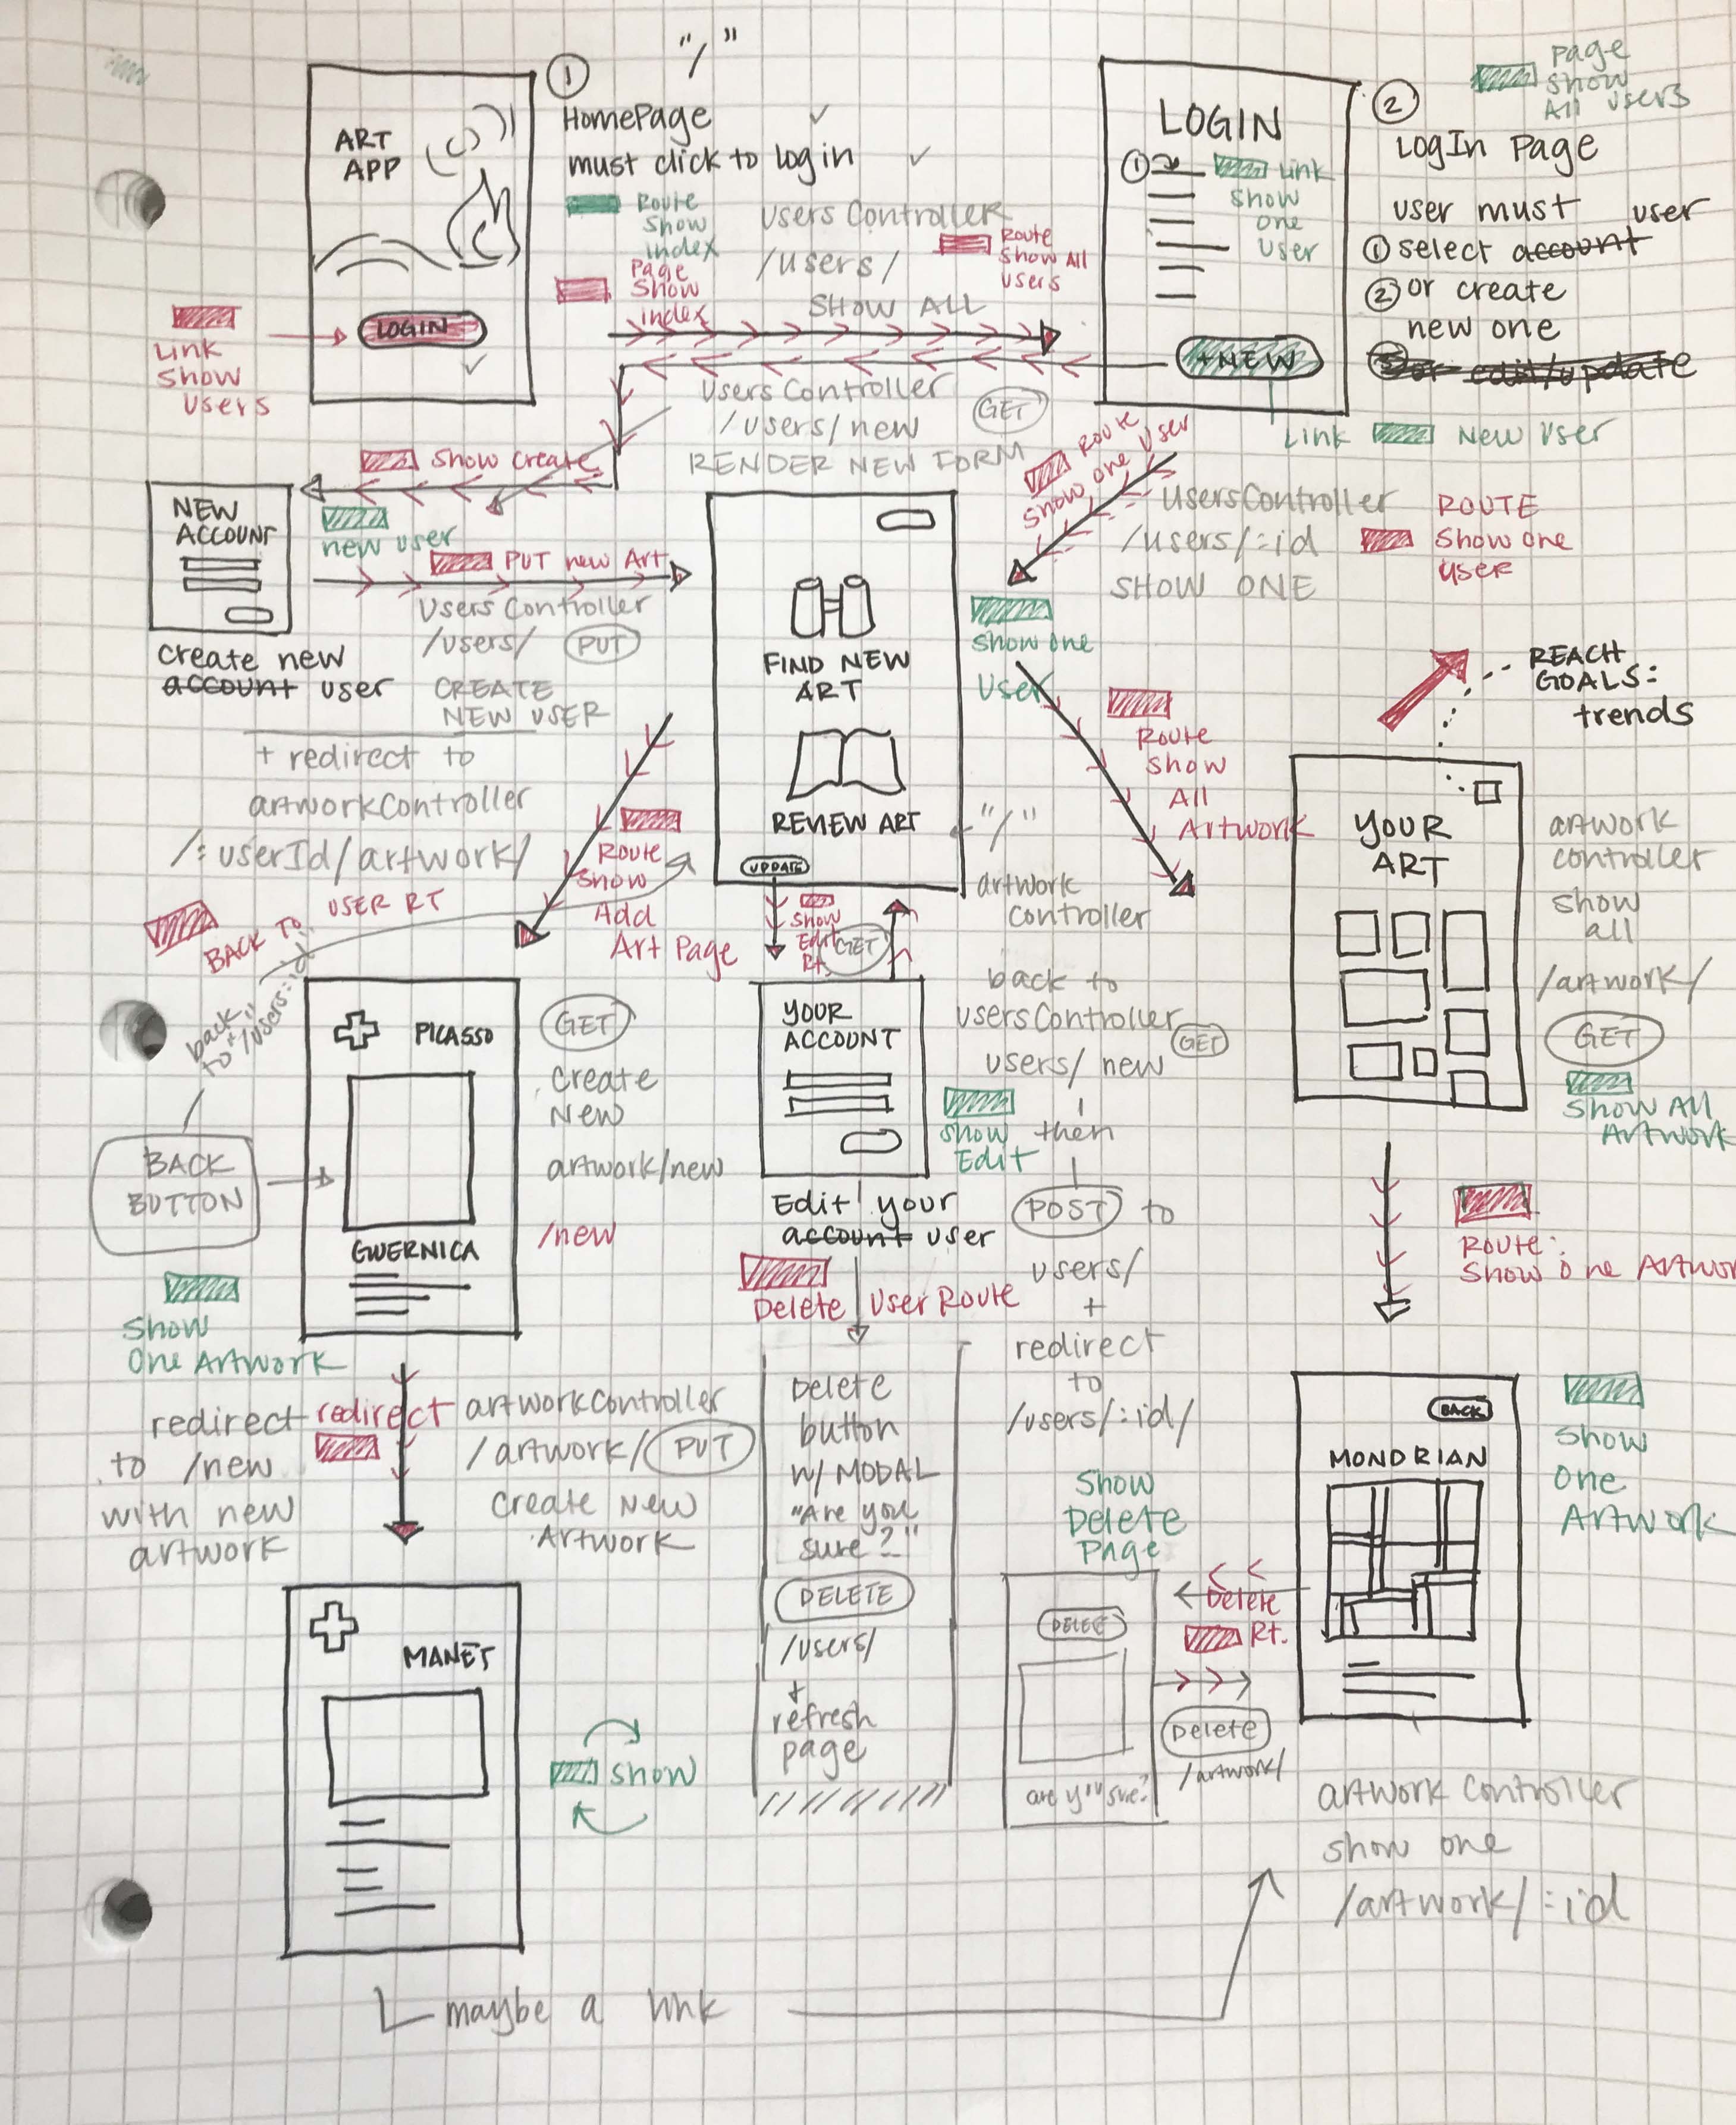 "/"
ART
APP
LOGIN
①
HomePage
must click to log in
Route
Show
index
Page
Show
index
Link
Show
users
users Controller
/users/
SHOW ALL
Route
Show All
users
LOGIN
①
Link
Show
one
User
+NEW
②
Page
Show
All users
LogIn Page
user must user
① select account
② or create
new one
③ or edit/update
Link New User
users Controller
/users/new
GET
RENDER NEW FORM
Show Create
NEW
ACCOUNT
new user
create new
account user
PUT new Art
Users Controller
/users/ PUT
CREATE
NEW USER
+ redirect to
artworkController
/:userId/artwork/
Route
Show one User
usersController
/users/:id
SHOW ONE
ROUTE
Show one
user
FIND NEW
ART
REVIEW ART
UPDATE
Show one
User
"/"
artwork
controller
Route
Show
All
Artwork
REACH
GOALS:
trends
YOUR
ART
artwork
controller
show
all
/artwork/
GET
Show All
Artwork
Route
Show
Add
Art Page
BACK TO
USER RT
back
to "/users:id"
BACK
BUTTON
PICASSO
GUERNICA
GET
create
New
artwork/new
/new
Show
One Artwork
Show
Edit
Rt.
GET
YOUR
ACCOUNT
Show
Edit
Edit your
account user
back to
usersController
GET
users/new
then
POST to
users/
+
redirect
to
/users/:id/
Delete User Route
Delete
button
w/ MODAL
"Are you
sure?"
DELETE
/users/
+
refresh
page
Route:
Show one Artwor
BACK
MONDRIAN
Show
One
Artwork
Show
Delete
Page
DELETE
are you sure?
Delete
Rt.
Delete
/artwork/
artwork controller
show one
/artwork/:id
redirect
to /new
with new
artwork
redirect
artworkController
/artwork/ PUT
create New
Artwork
MANET
show
maybe a link